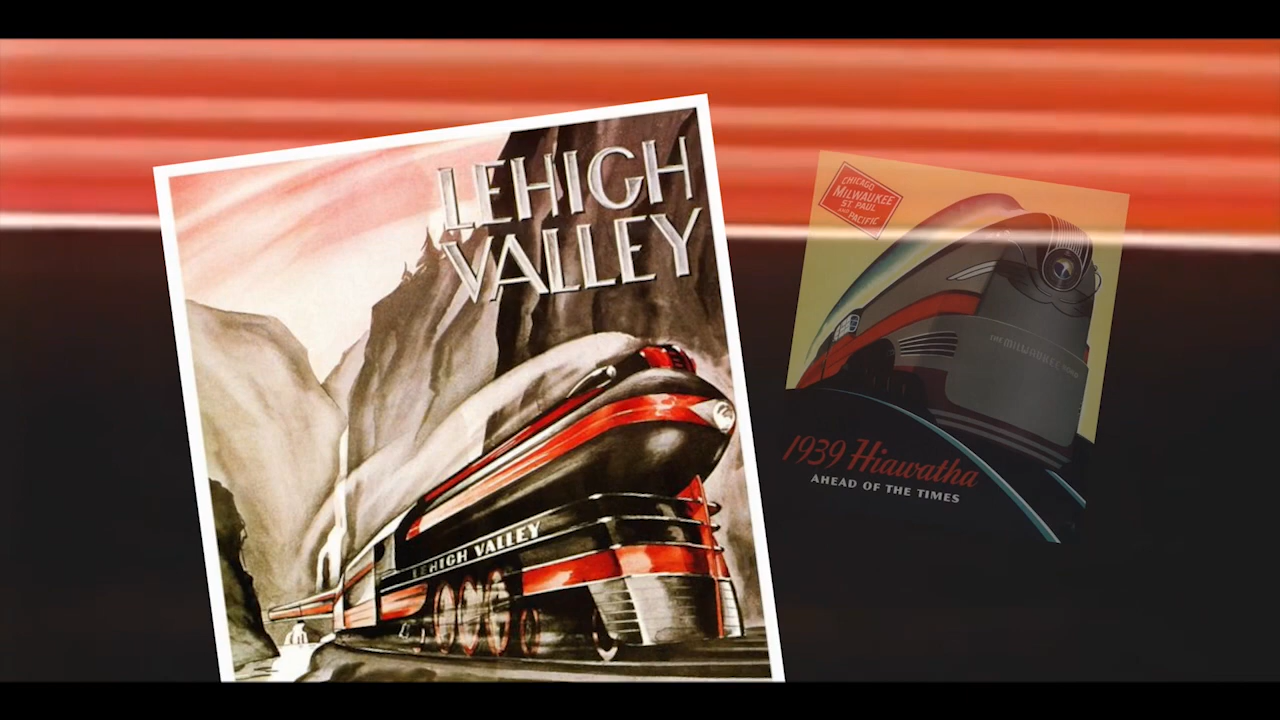 LEHIGH
VALLEY
LEHIGH VALLEY
CHICAGO
MILWAUKEE
ST. PAUL
AND PACIFIC
THE MILWAUKEE ROAD
1939 Hiawatha
AHEAD OF THE TIMES